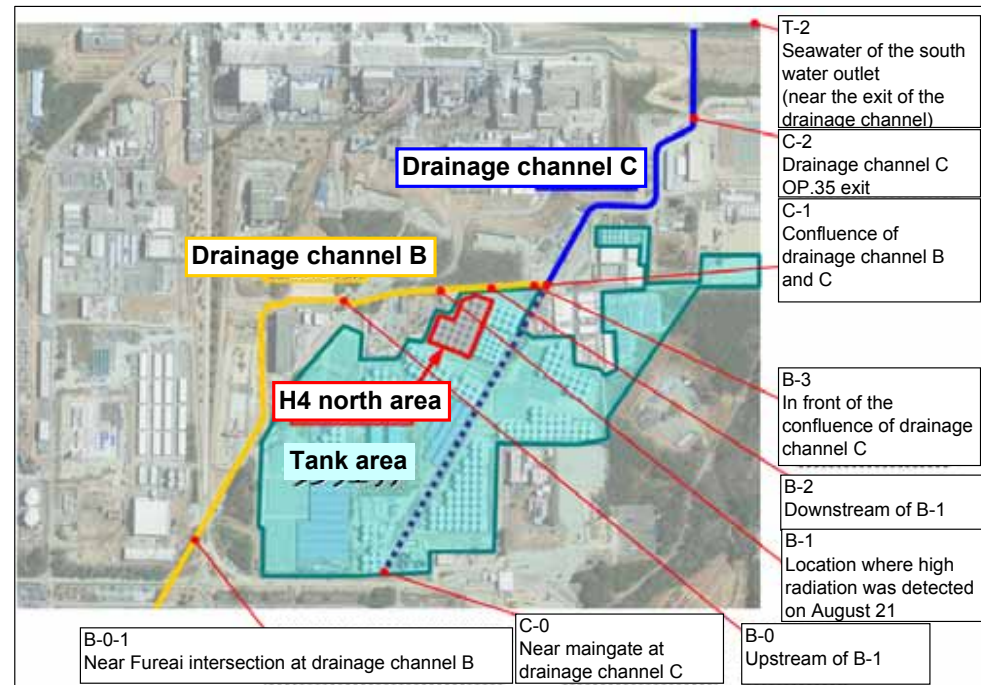 T-2
Seawater of the south
water outlet
(near the exit of the
drainage channel)
C-2
Drainage channel C
OP.35 exit
C-1
Confluence of
drainage channel B
and C
Drainage channel C
Drainage channel B
H4 north area
Tank area
B-3
In front of the
confluence of drainage
channel C
B-2
Downstream of B-1
B-1
Location where high
radiation was detected
on August 21
B-0
Upstream of B-1
C-0
Near maingate at
drainage channel C
B-0-1
Near Fureai intersection at drainage channel B